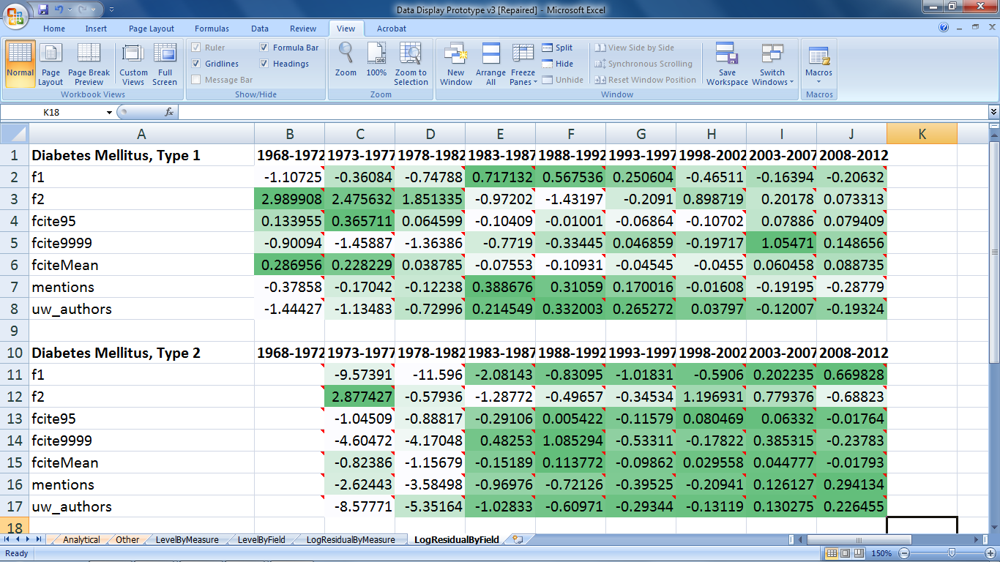 Data Display Prototype v3 [Repaired] - Microsoft Excel
Home Insert Page Layout Formulas Data Review View Acrobat
Normal Page Layout Page Break Preview Custom Views Full Screen
Workbook Views
Ruler Formula Bar
Gridlines Headings
Message Bar
Show/Hide
Zoom 100% Zoom to Selection
Zoom
New Window Arrange All Freeze Panes
Split View Side by Side
Hide Synchronous Scrolling
Unhide Reset Window Position
Save Workspace Switch Windows
Window
Macros
Macros
K18 fx
A B C D E F G H I J K
1 Diabetes Mellitus, Type 1 1968-1972 1973-1977 1978-1982 1983-1987 1988-1992 1993-1997 1998-2002 2003-2007 2008-2012
2 f1 -1.10725 -0.36084 -0.74788 0.717132 0.567536 0.250604 -0.46511 -0.16394 -0.20632
3 f2 2.989908 2.475632 1.851335 -0.97202 -1.43197 -0.2091 0.898719 0.20178 0.073313
4 fcite95 0.133955 0.365711 0.064599 -0.10409 -0.01001 -0.06864 -0.10702 0.07886 0.079409
5 fcite9999 -0.90094 -1.45887 -1.36386 -0.7719 -0.33445 0.046859 -0.19717 1.05471 0.148656
6 fciteMean 0.286956 0.228229 0.038785 -0.07553 -0.10931 -0.04545 -0.0455 0.060458 0.088735
7 mentions -0.37858 -0.17042 -0.12238 0.388676 0.31059 0.170016 -0.01608 -0.19195 -0.28779
8 uw_authors -1.44427 -1.13483 -0.72996 0.214549 0.332003 0.265272 0.03797 -0.12007 -0.19324
9
10 Diabetes Mellitus, Type 2 1968-1972 1973-1977 1978-1982 1983-1987 1988-1992 1993-1997 1998-2002 2003-2007 2008-2012
11 f1 -9.57391 -11.596 -2.08143 -0.83095 -1.01831 -0.5906 0.202235 0.669828
12 f2 2.877427 -0.57936 -1.28772 -0.49657 -0.34534 1.196931 0.779376 -0.68823
13 fcite95 -1.04509 -0.88817 -0.29106 0.005422 -0.11579 0.080469 0.06332 -0.01764
14 fcite9999 -4.60472 -4.17048 0.48253 1.085294 -0.53311 -0.17822 0.385315 -0.23783
15 fciteMean -0.82386 -1.15679 -0.15189 0.113772 -0.09862 0.029558 0.044777 -0.01793
16 mentions -2.62443 -3.58498 -0.96976 -0.72126 -0.39525 -0.20941 0.126127 0.294134
17 uw_authors -8.57771 -5.35164 -1.02833 -0.60971 -0.29344 -0.13119 0.130275 0.226455
18
Analytical Other LevelByMeasure LevelByField LogResidualByMeasure LogResidualByField
Ready 150%